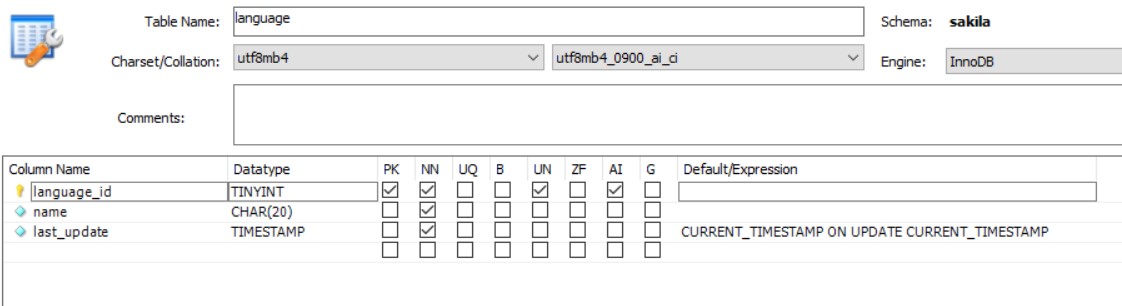 Table Name: language Schema: sakila
Charset/Collation: utf8mb4 utf8mb4_0900_ai_ci Engine: InnoDB
Comments:
Column Name Datatype PK NN UQ B UN ZF AI G Default/Expression
language_id TINYINT
name CHAR(20)
last_update TIMESTAMP CURRENT_TIMESTAMP ON UPDATE CURRENT_TIMESTAMP